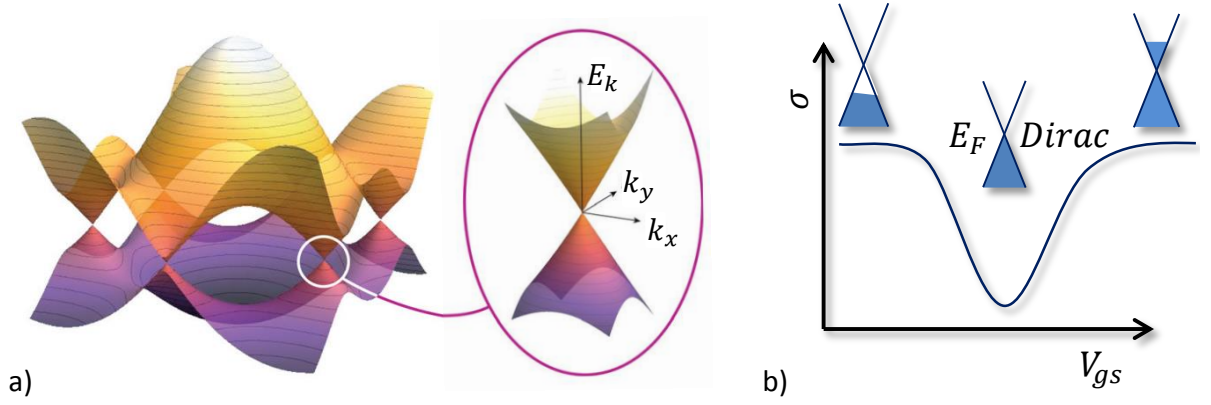 E_k
k_y
k_x
a)
σ
E_F Dirac
V_gs
b)